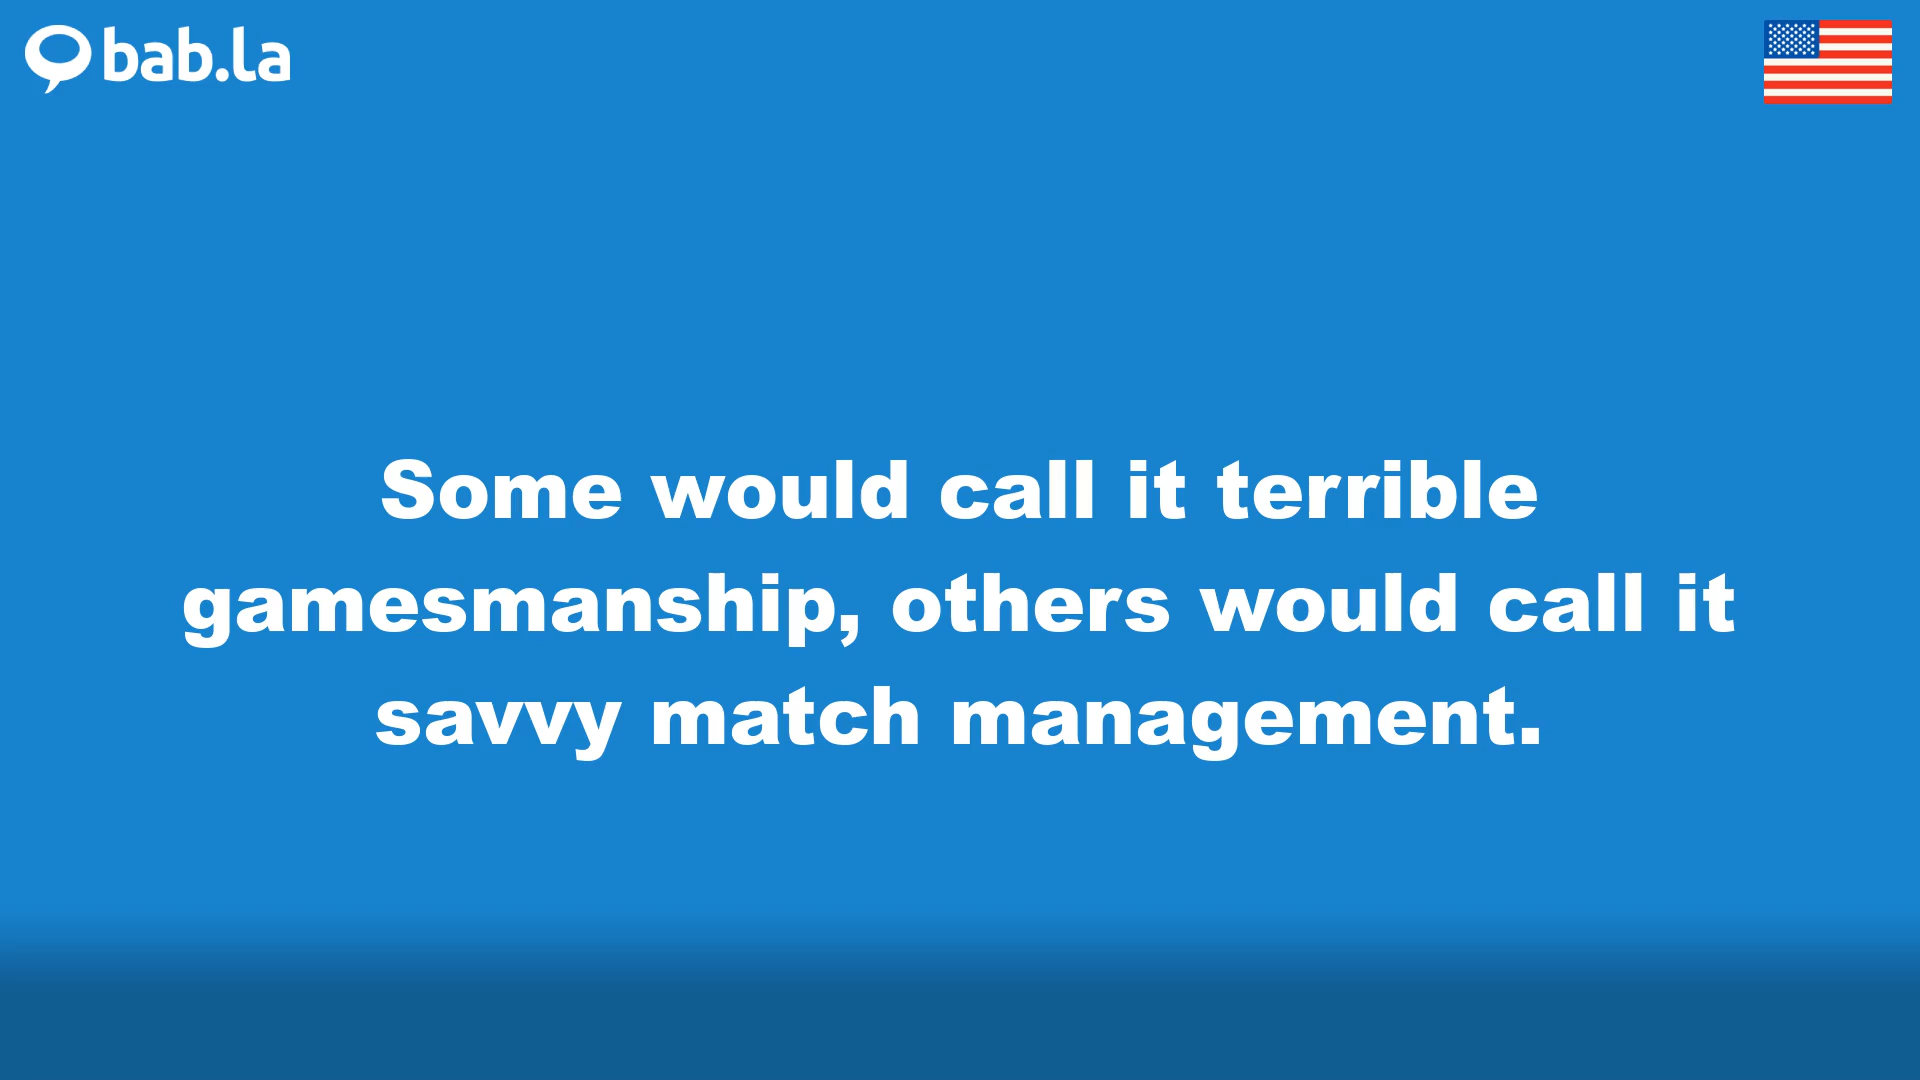 bab.la
Some would call it terrible
gamesmanship, others would call it
savvy match management.